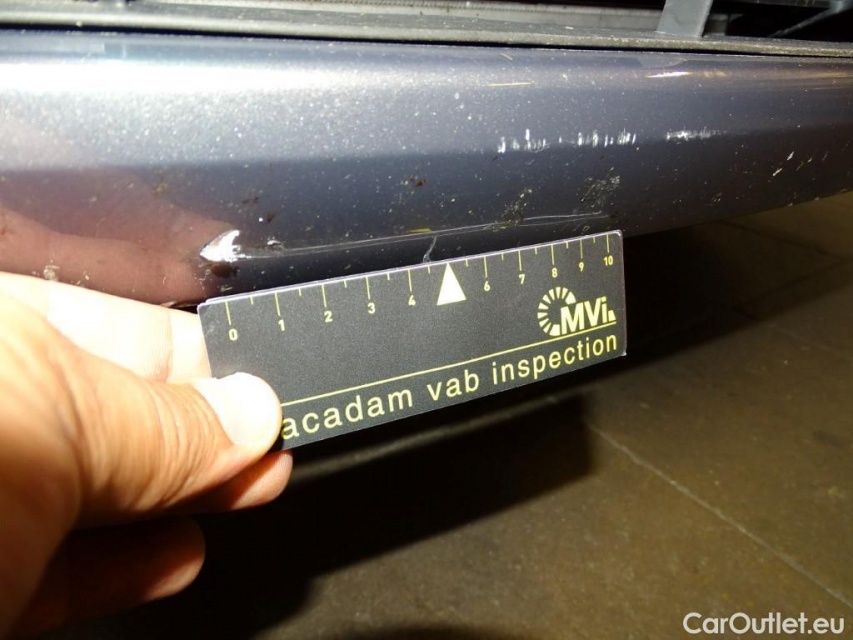 0 1 2 3 4 6 7 8 9 10
MVi
acadam vab inspection
CarOutlet.eu